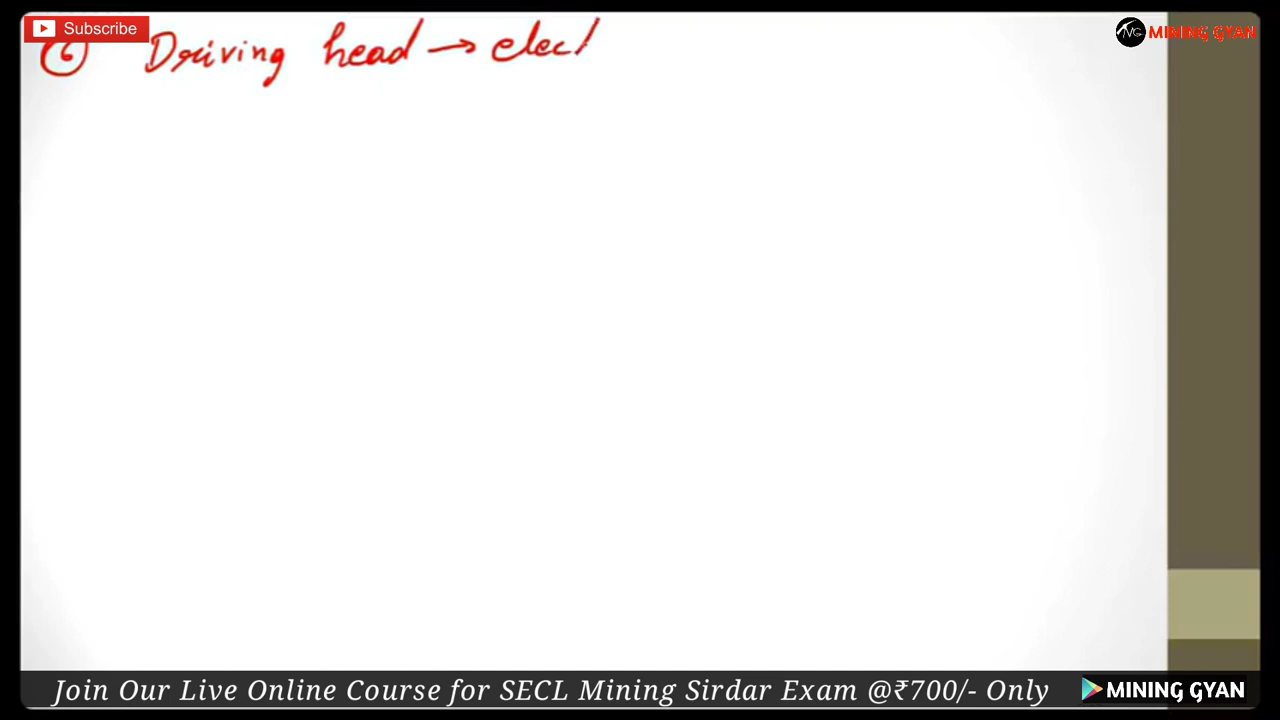 Subscribe
MINING GYAN
6 Driving head → elect
Join Our Live Online Course for SECL Mining Sirdar Exam @₹700/- Only
MINING GYAN